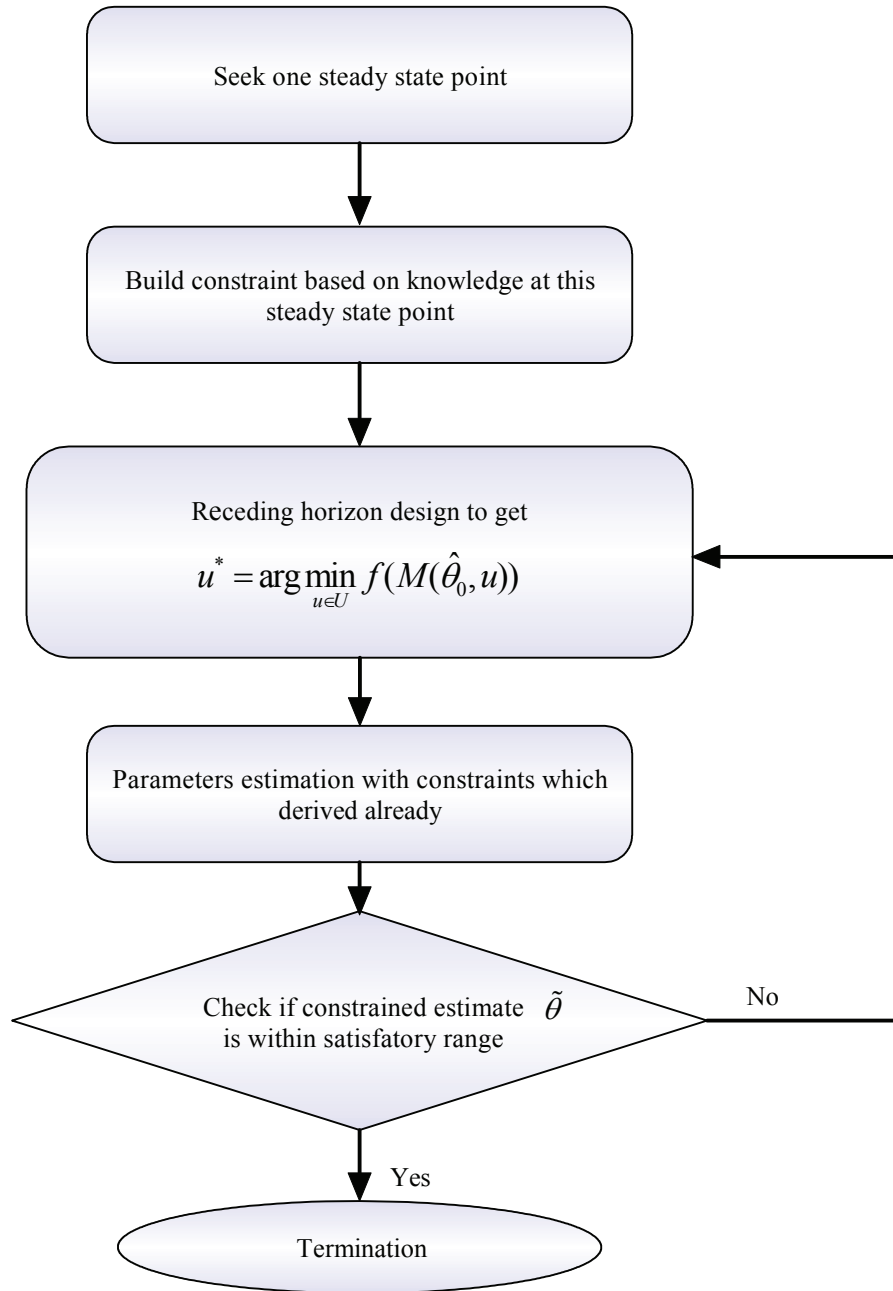 Seek one steady state point
Build constraint based on knowledge at this
steady state point
Receding horizon design to get
u* = arg min f(M(θ̂₀, u))
u∈U
Parameters estimation with constraints which
derived already
Check if constrained estimate θ̃
is within satisfatory range
No
Yes
Termination